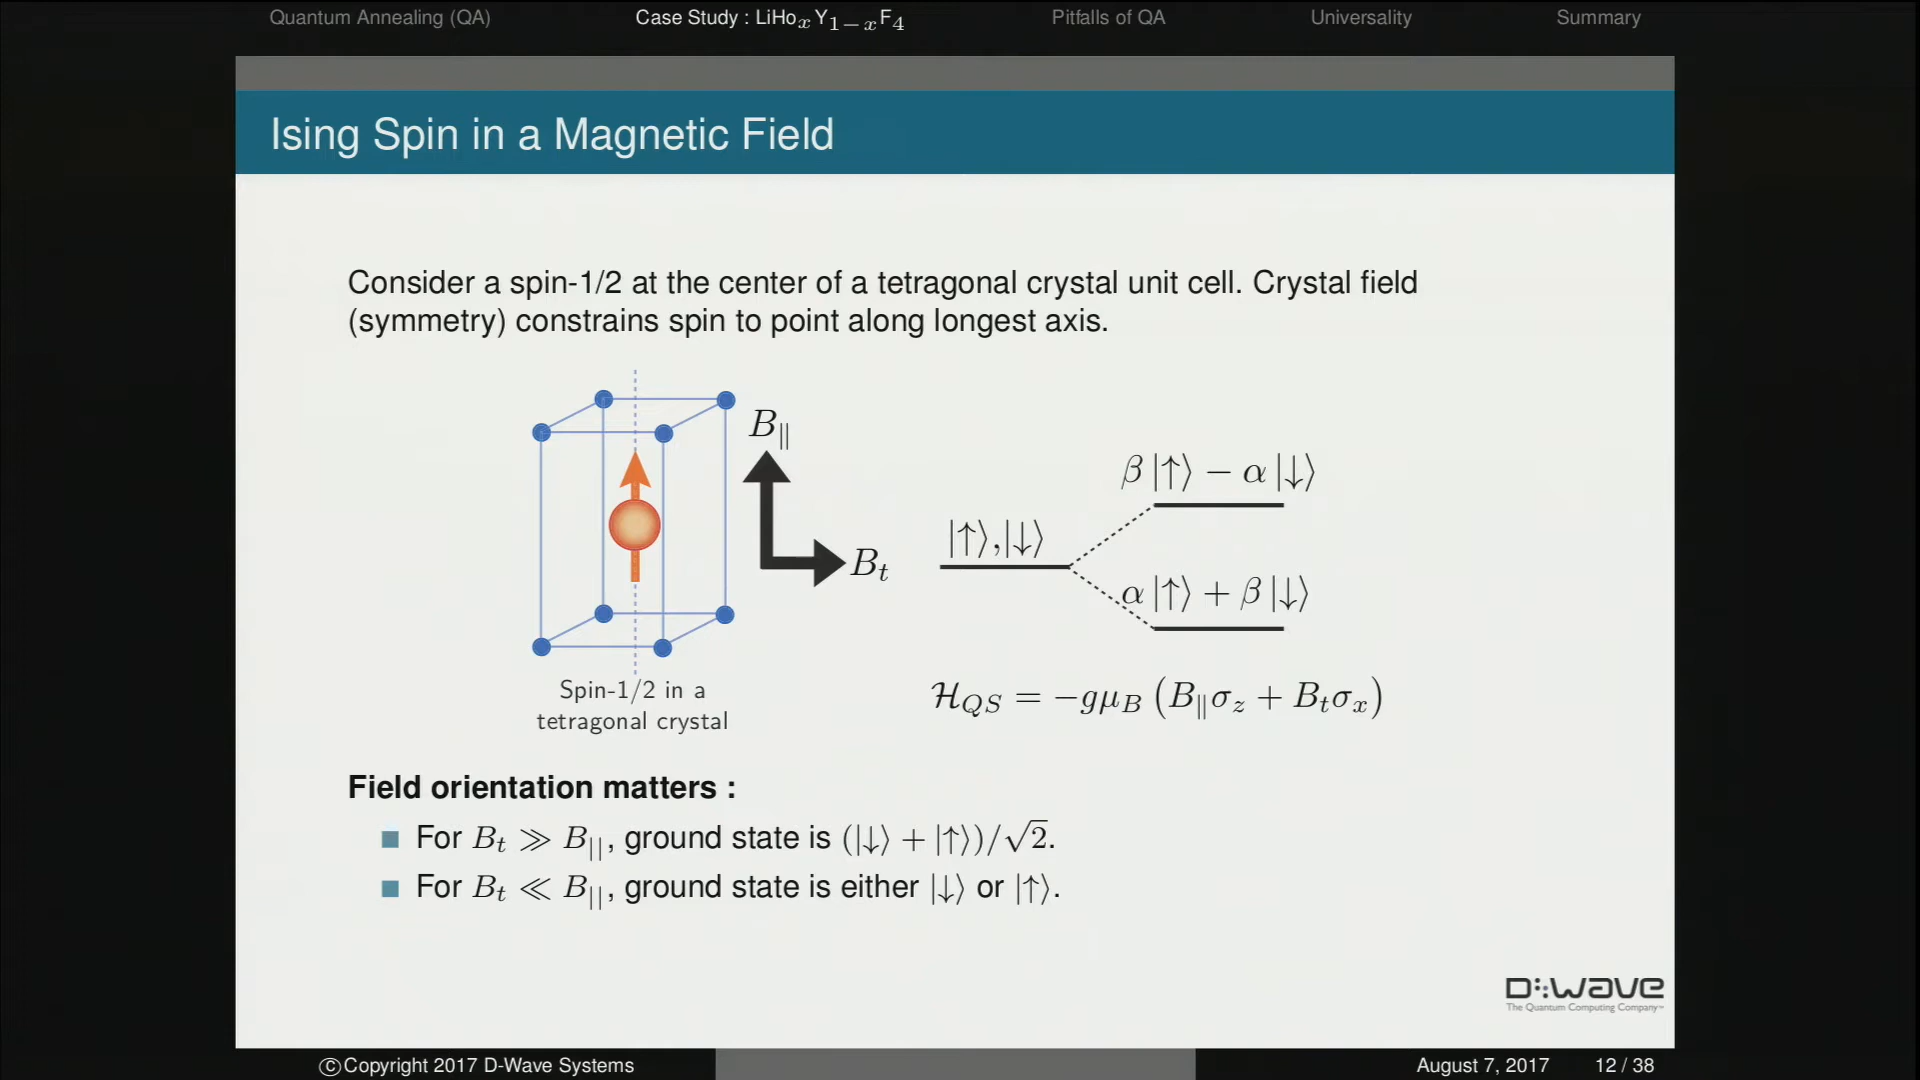 Quantum Annealing (QA) Case Study : LiHoₓY₁₋ₓF₄ Pitfalls of QA Universality Summary
Ising Spin in a Magnetic Field
Consider a spin-1/2 at the center of a tetragonal crystal unit cell. Crystal field
(symmetry) constrains spin to point along longest axis.
B_||
B_t
|↑⟩,|↓⟩
β|↑⟩ − α|↓⟩
α|↑⟩ + β|↓⟩
Spin-1/2 in a
tetragonal crystal
ℋ_QS = −gμ_B (B_||σ_z + B_tσ_x)
Field orientation matters :
For B_t ≫ B_||, ground state is (|↓⟩ + |↑⟩)/√2.
For B_t ≪ B_||, ground state is either |↓⟩ or |↑⟩.
D:wave
The Quantum Computing Company™
©Copyright 2017 D-Wave Systems August 7, 2017 12 / 38